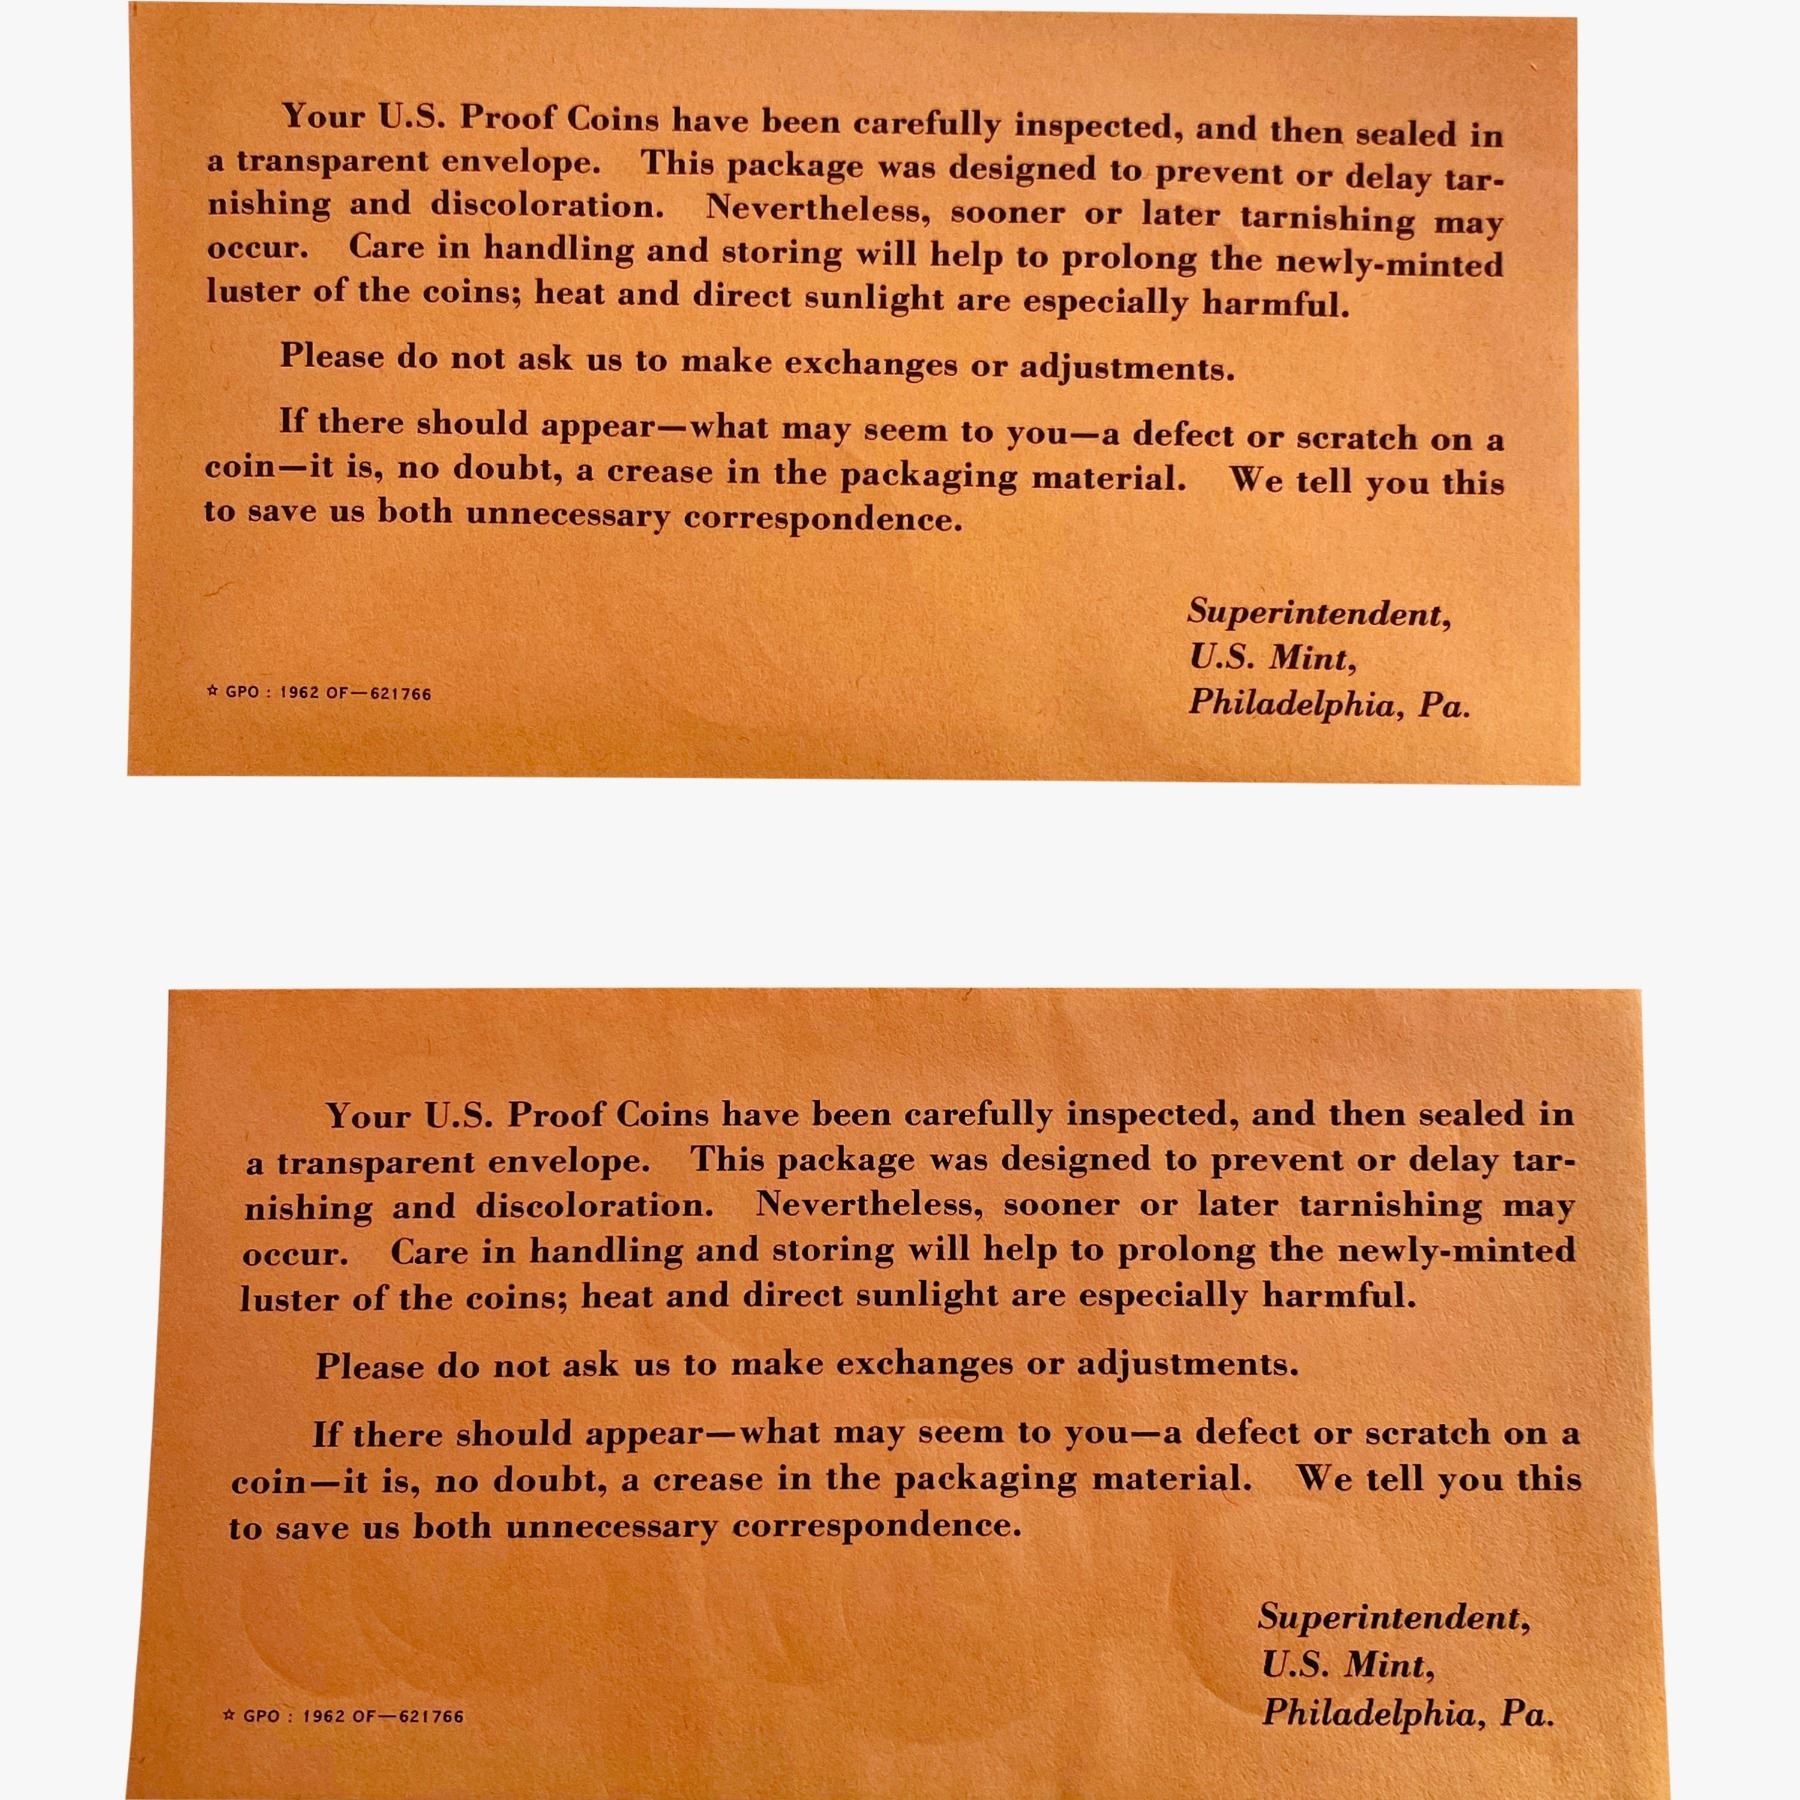 Your U.S. Proof Coins have been carefully inspected, and then sealed in
a transparent envelope. This package was designed to prevent or delay tar-
nishing and discoloration. Nevertheless, sooner or later tarnishing may
occur. Care in handling and storing will help to prolong the newly-minted
luster of the coins; heat and direct sunlight are especially harmful.
Please do not ask us to make exchanges or adjustments.
If there should appear—what may seem to you—a defect or scratch on a
coin—it is, no doubt, a crease in the packaging material. We tell you this
to save us both unnecessary correspondence.
Superintendent,
U.S. Mint,
Philadelphia, Pa.
☆ GPO : 1962 OF—621766
Your U.S. Proof Coins have been carefully inspected, and then sealed in
a transparent envelope. This package was designed to prevent or delay tar-
nishing and discoloration. Nevertheless, sooner or later tarnishing may
occur. Care in handling and storing will help to prolong the newly-minted
luster of the coins; heat and direct sunlight are especially harmful.
Please do not ask us to make exchanges or adjustments.
If there should appear—what may seem to you—a defect or scratch on a
coin—it is, no doubt, a crease in the packaging material. We tell you this
to save us both unnecessary correspondence.
Superintendent,
U.S. Mint,
Philadelphia, Pa.
☆ GPO : 1962 OF—621766